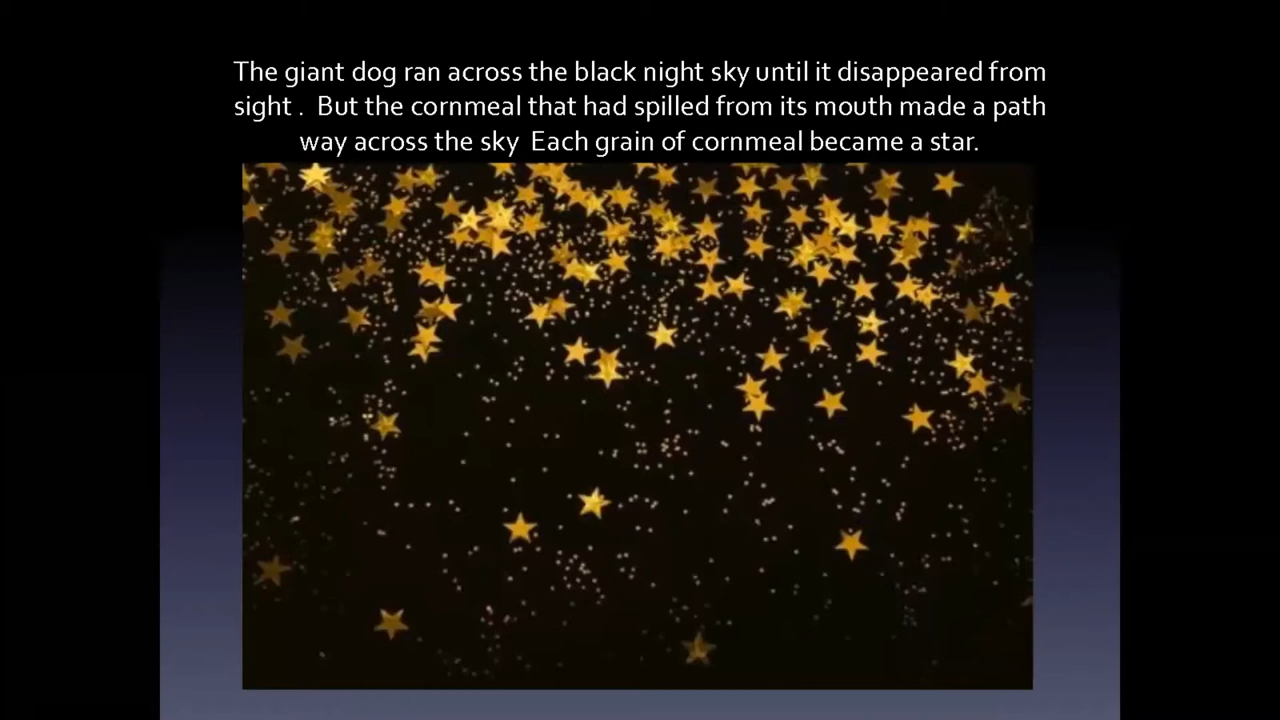 The giant dog ran across the black night sky until it disappeared from
sight .  But the cornmeal that had spilled from its mouth made a path
way across the sky  Each grain of cornmeal became a star.